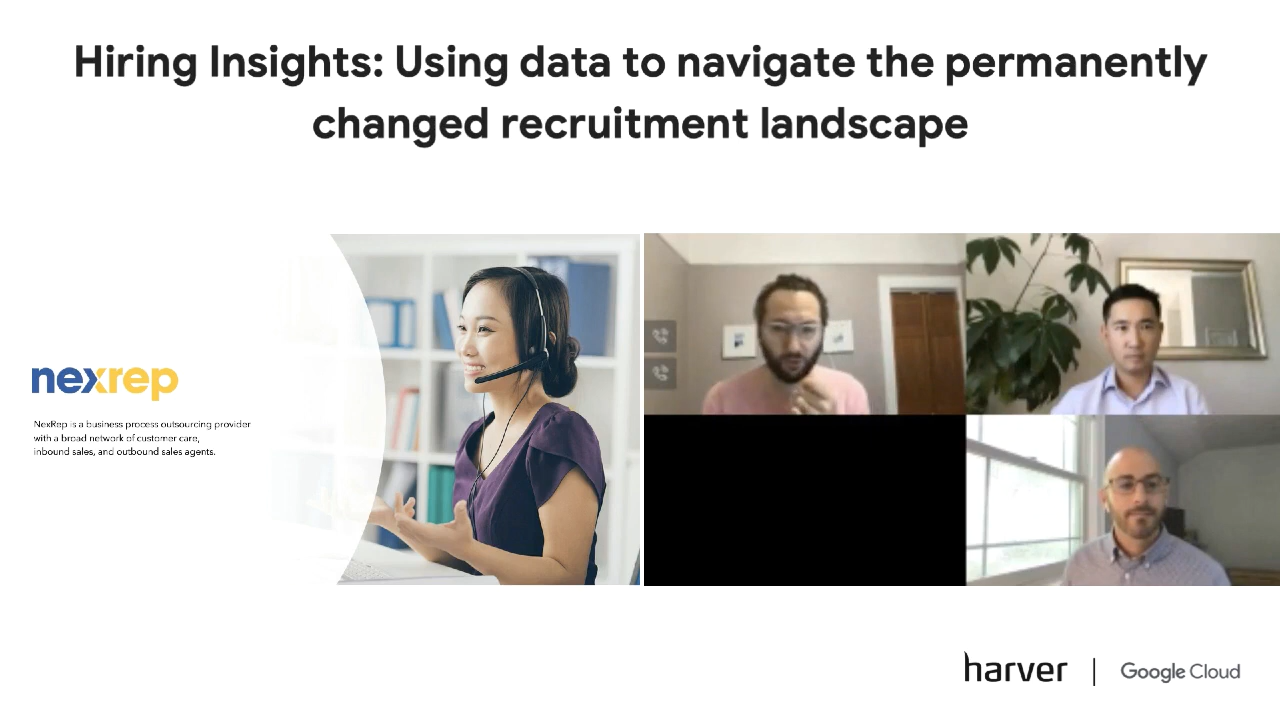 Hiring Insights: Using data to navigate the permanently
changed recruitment landscape
nexrep
NexRep is a business process outsourcing provider
with a broad network of customer care,
inbound sales, and outbound sales agents.
harver | Google Cloud